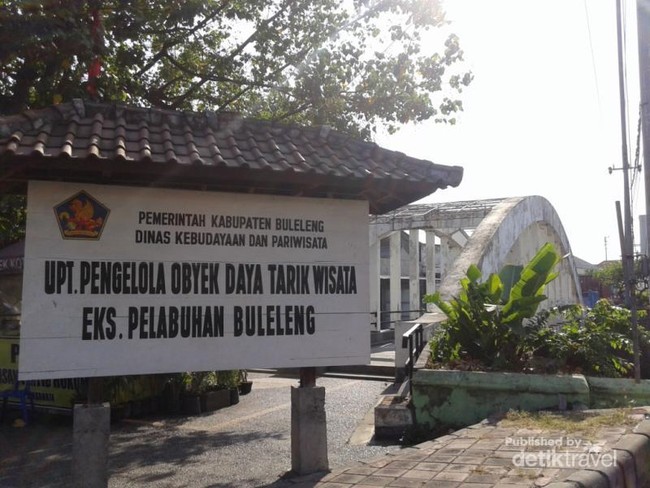 PEMERINTAH KABUPATEN BULELENG
DINAS KEBUDAYAAN DAN PARIWISATA
UPT. PENGELOLA OBYEK DAYA TARIK WISATA
EKS. PELABUHAN BULELENG
Published by
detiktravel